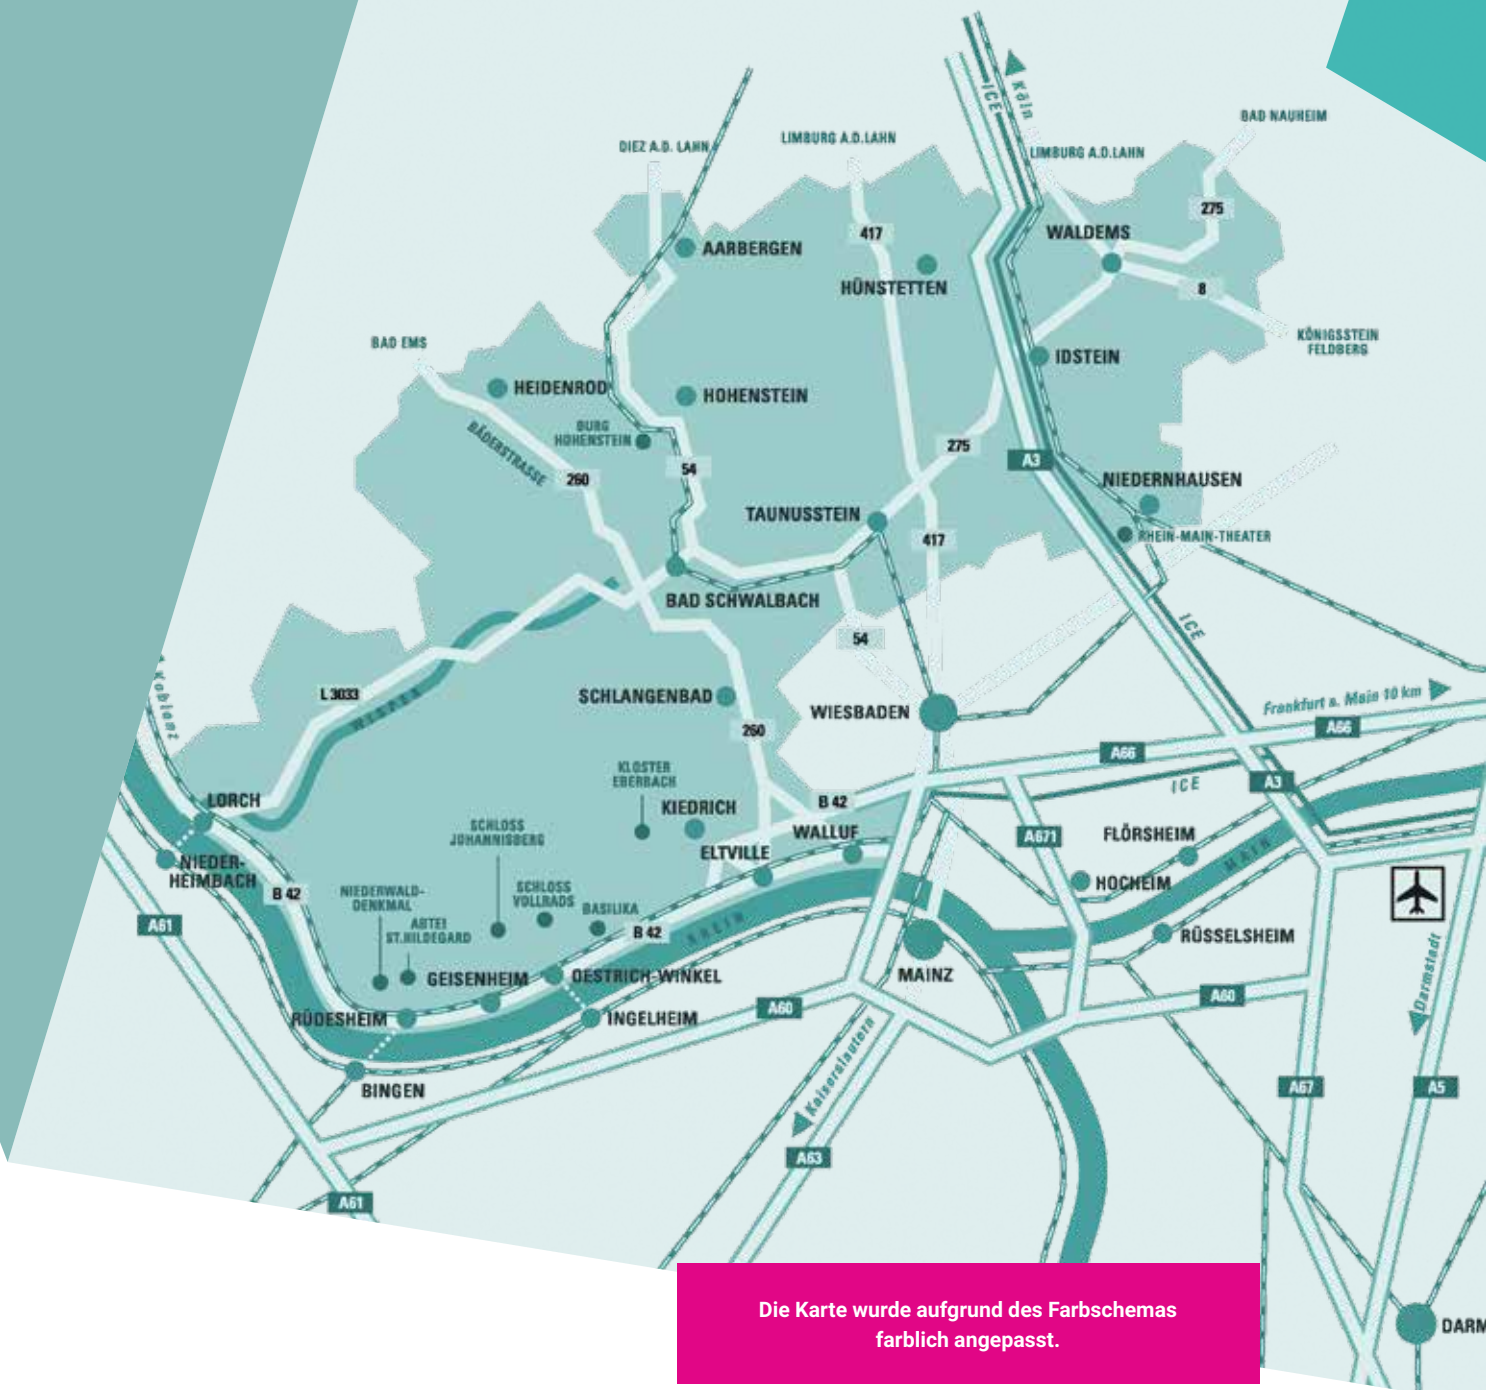 ICE
Köln
BAD NAUHEIM
DIEZ A.D. LAHN
LIMBURG A.D.LAHN
LIMBURG A.D.LAHN
275
417
WALDEMS
AARBERGEN
HÜNSTETTEN
8
BAD EMS
KÖNIGSSTEIN
FELDBERG
IDSTEIN
HEIDENROD
HOHENSTEIN
BURG
HOHENSTEIN
BÄDERSTRASSE
260
54
275
A3
NIEDERNHAUSEN
TAUNUSSTEIN
417
RHEIN-MAIN-THEATER
BAD SCHWALBACH
54
ICE
Koblenz
L 3033
WISPER
SCHLANGENBAD
WIESBADEN
Frankfurt a. Main 10 km
260
A66
A66
KLOSTER
EBERBACH
ICE
A3
LORCH
KIEDRICH
B 42
WALLUF
SCHLOSS
JOHANNISBERG
A671
FLÖRSHEIM
ELTVILLE
MAIN
NIEDER-
HEIMBACH
B 42
NIEDERWALD-
DENKMAL
SCHLOSS
VOLLRADS
HOCHEIM
ABTEI
ST.HILDEGARD
BASILIKA
A61
B 42
RHEIN
RÜSSELSHEIM
GEISENHEIM
OESTRICH-WINKEL
MAINZ
Darmstadt
RÜDESHEIM
INGELHEIM
A60
A60
BINGEN
Kaiserslautern
A67
A5
A63
A61
Die Karte wurde aufgrund des Farbschemas
farblich angepasst.
DARM